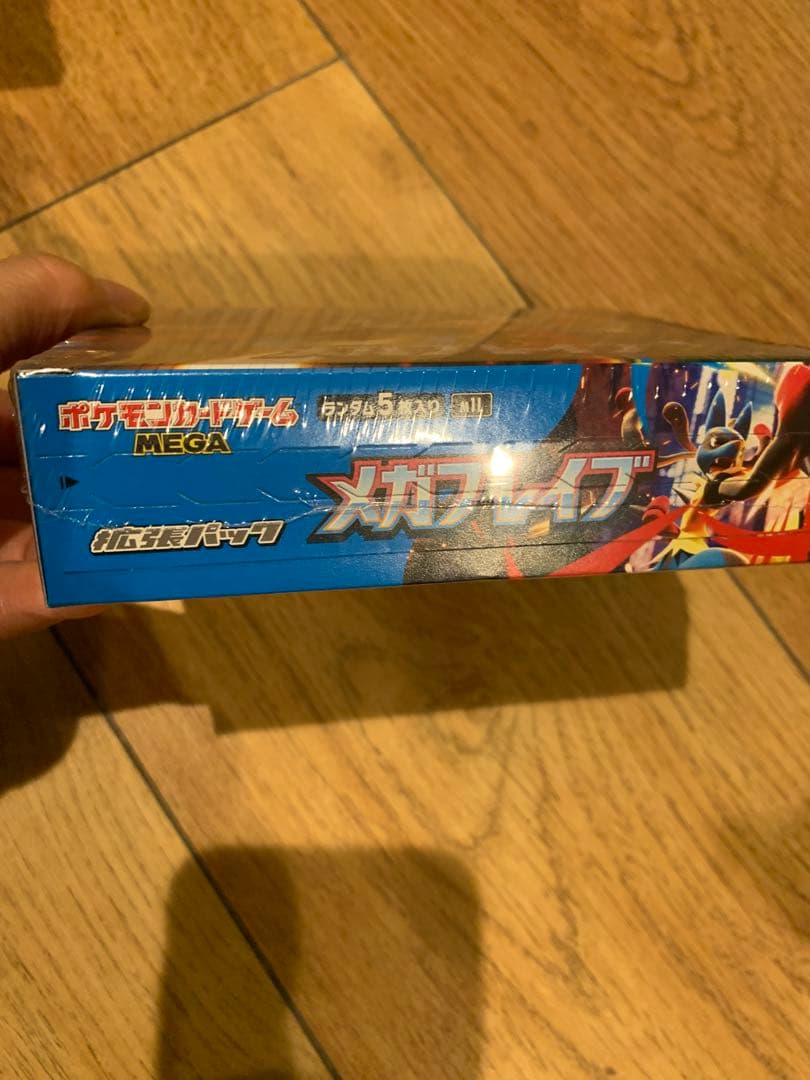 ポケモンカードゲーム
MEGA
ランダム5枚入り
M1L
メガブレイブ
拡張パック